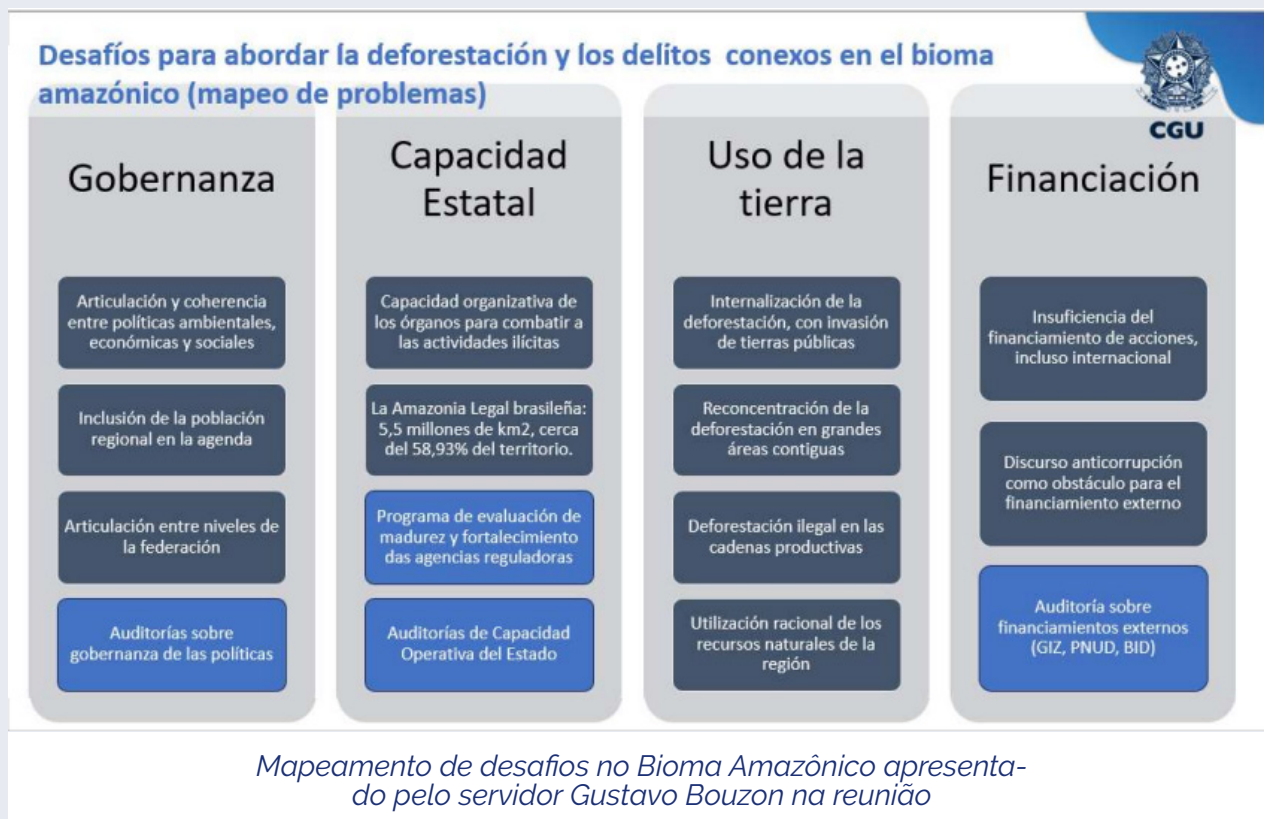 Desafíos para abordar la deforestación y los delitos conexos en el bioma
amazónico (mapeo de problemas)
CGU
Gobernanza
Articulación y coherencia
entre políticas ambientales,
económicas y sociales
Inclusión de la población
regional en la agenda
Articulación entre niveles de
la federación
Auditorías sobre
gobernanza de las políticas
Capacidad
Estatal
Capacidad organizativa de
los órganos para combatir a
las actividades ilícitas
La Amazonia Legal brasileña:
5,5 millones de km2, cerca
del 58,93% del territorio.
Programa de evaluación de
madurez y fortalecimiento
das agencias reguladoras
Auditorías de Capacidad
Operativa del Estado
Uso de la
tierra
Internalización de la
deforestación, con invasión
de tierras públicas
Reconcentración de la
deforestación en grandes
áreas contiguas
Deforestación ilegal en las
cadenas productivas
Utilización racional de los
recursos naturales de la
región
Financiación
Insuficiencia del
financiamiento de acciones,
incluso internacional
Discurso anticorrupción
como obstáculo para el
financiamiento externo
Auditoría sobre
financiamientos externos
(GIZ, PNUD, BID)
Mapeamento de desafios no Bioma Amazônico apresenta-
do pelo servidor Gustavo Bouzon na reunião